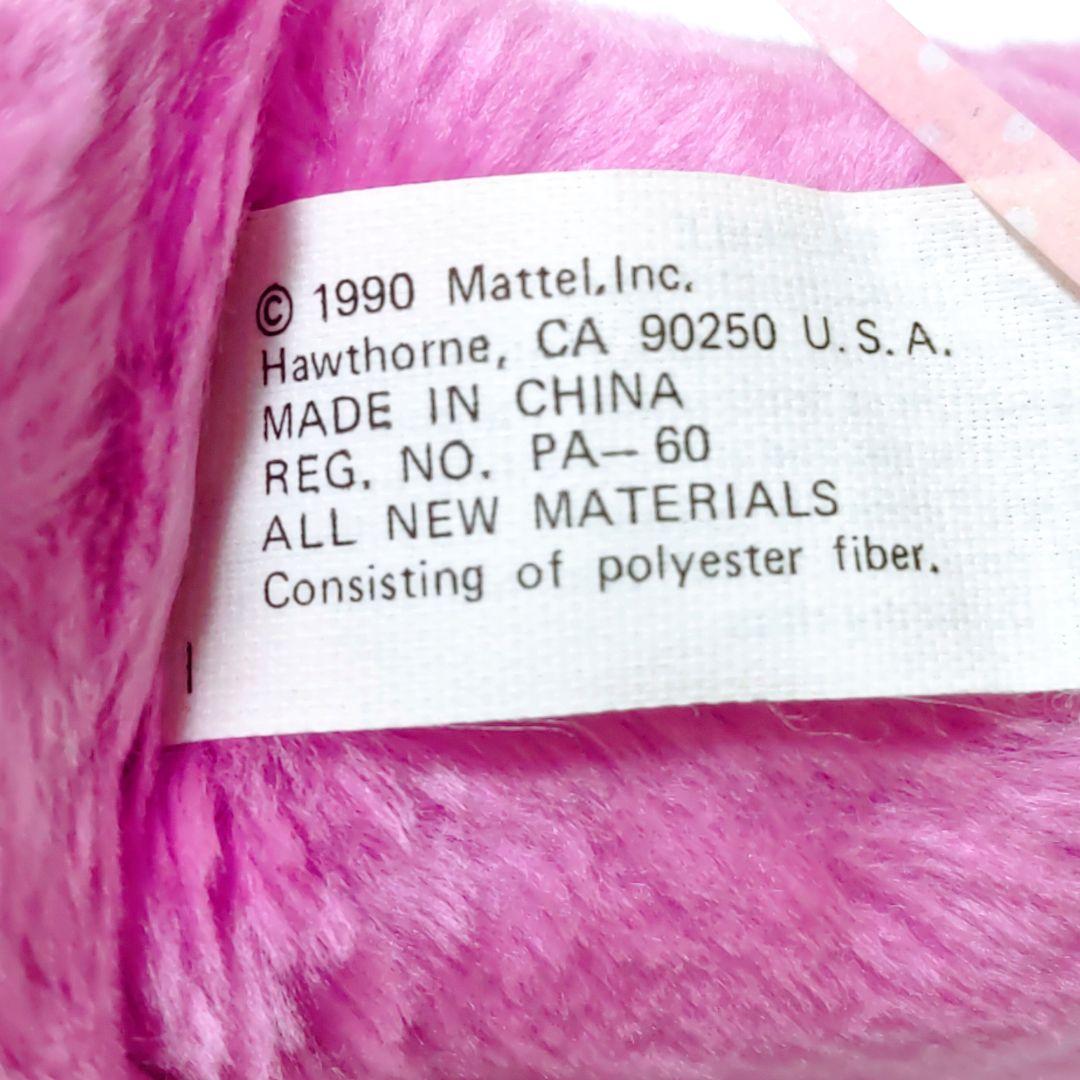 © 1990 Mattel,Inc.
Hawthorne, CA 90250 U.S.A.
MADE IN CHINA
REG. NO. PA-60
ALL NEW MATERIALS
Consisting of polyester fiber.